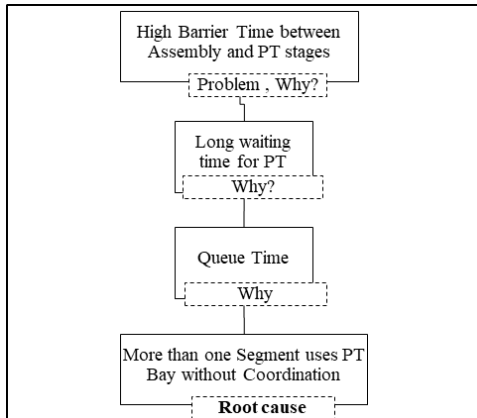 High Barrier Time between
Assembly and PT stages
Problem , Why?
Long waiting
time for PT
Why?
Queue Time
Why
More than one Segment uses PT
Bay without Coordination
Root cause